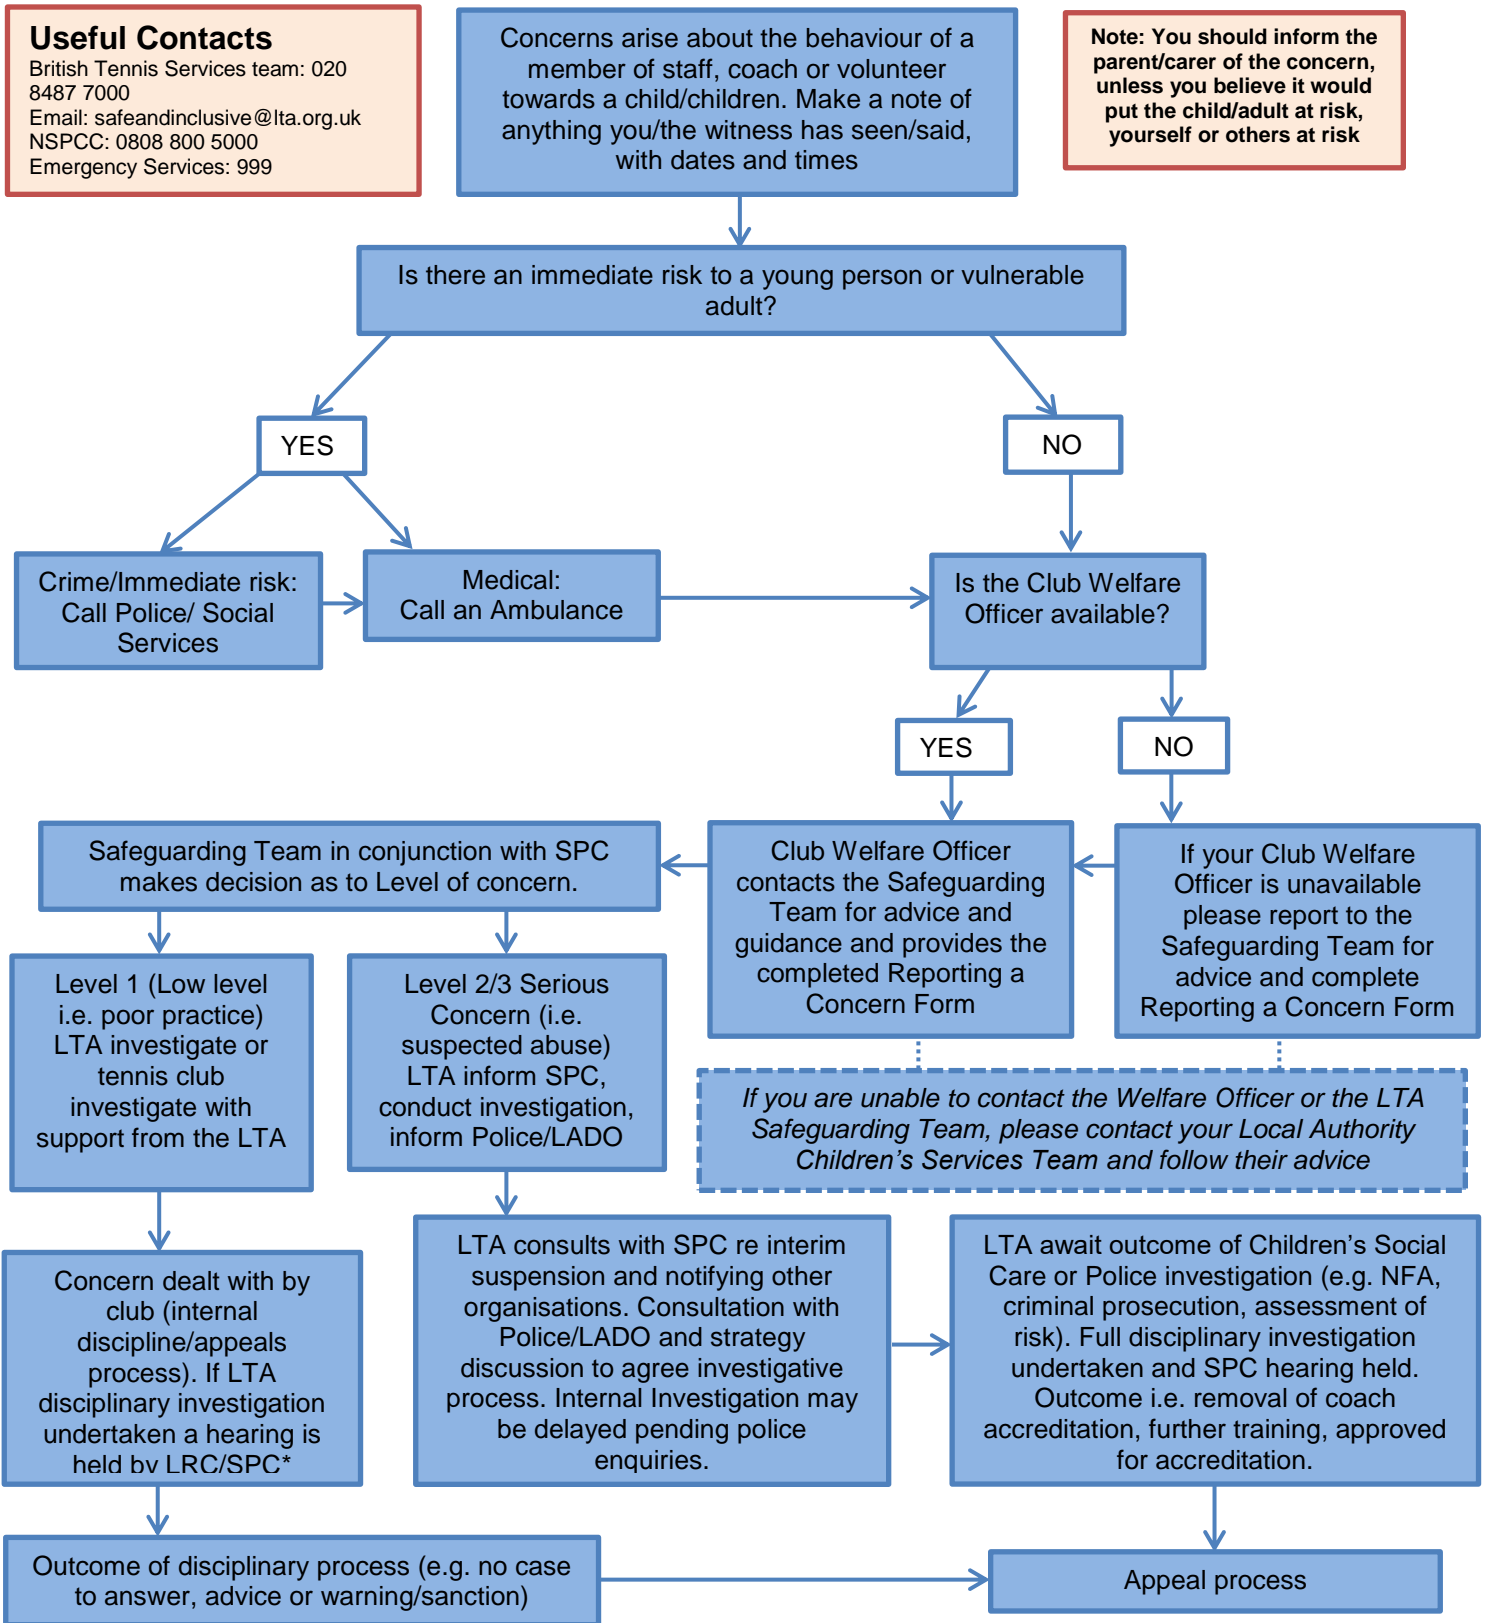 Useful Contacts
British Tennis Services team: 020
8487 7000
Email: safeandinclusive@lta.org.uk
NSPCC: 0808 800 5000
Emergency Services: 999
Concerns arise about the behaviour of a
member of staff, coach or volunteer
towards a child/children. Make a note of
anything you/the witness has seen/said,
with dates and times
Note: You should inform the
parent/carer of the concern,
unless you believe it would
put the child/adult at risk,
yourself or others at risk
Is there an immediate risk to a young person or vulnerable
adult?
YES
NO
Crime/Immediate risk:
Call Police/ Social
Services
Medical:
Call an Ambulance
Is the Club Welfare
Officer available?
YES
NO
Safeguarding Team in conjunction with SPC
makes decision as to Level of concern.
Club Welfare Officer
contacts the Safeguarding
Team for advice and
guidance and provides the
completed Reporting a
Concern Form
If your Club Welfare
Officer is unavailable
please report to the
Safeguarding Team for
advice and complete
Reporting a Concern Form
Level 1 (Low level
i.e. poor practice)
LTA investigate or
tennis club
investigate with
support from the LTA
Level 2/3 Serious
Concern (i.e.
suspected abuse)
LTA inform SPC,
conduct investigation,
inform Police/LADO
If you are unable to contact the Welfare Officer or the LTA
Safeguarding Team, please contact your Local Authority
Children’s Services Team and follow their advice
Concern dealt with by
club (internal
discipline/appeals
process). If LTA
disciplinary investigation
undertaken a hearing is
held by LRC/SPC*
LTA consults with SPC re interim
suspension and notifying other
organisations. Consultation with
Police/LADO and strategy
discussion to agree investigative
process. Internal Investigation may
be delayed pending police
enquiries.
LTA await outcome of Children’s Social
Care or Police investigation (e.g. NFA,
criminal prosecution, assessment of
risk). Full disciplinary investigation
undertaken and SPC hearing held.
Outcome i.e. removal of coach
accreditation, further training, approved
for accreditation.
Outcome of disciplinary process (e.g. no case
to answer, advice or warning/sanction)
Appeal process